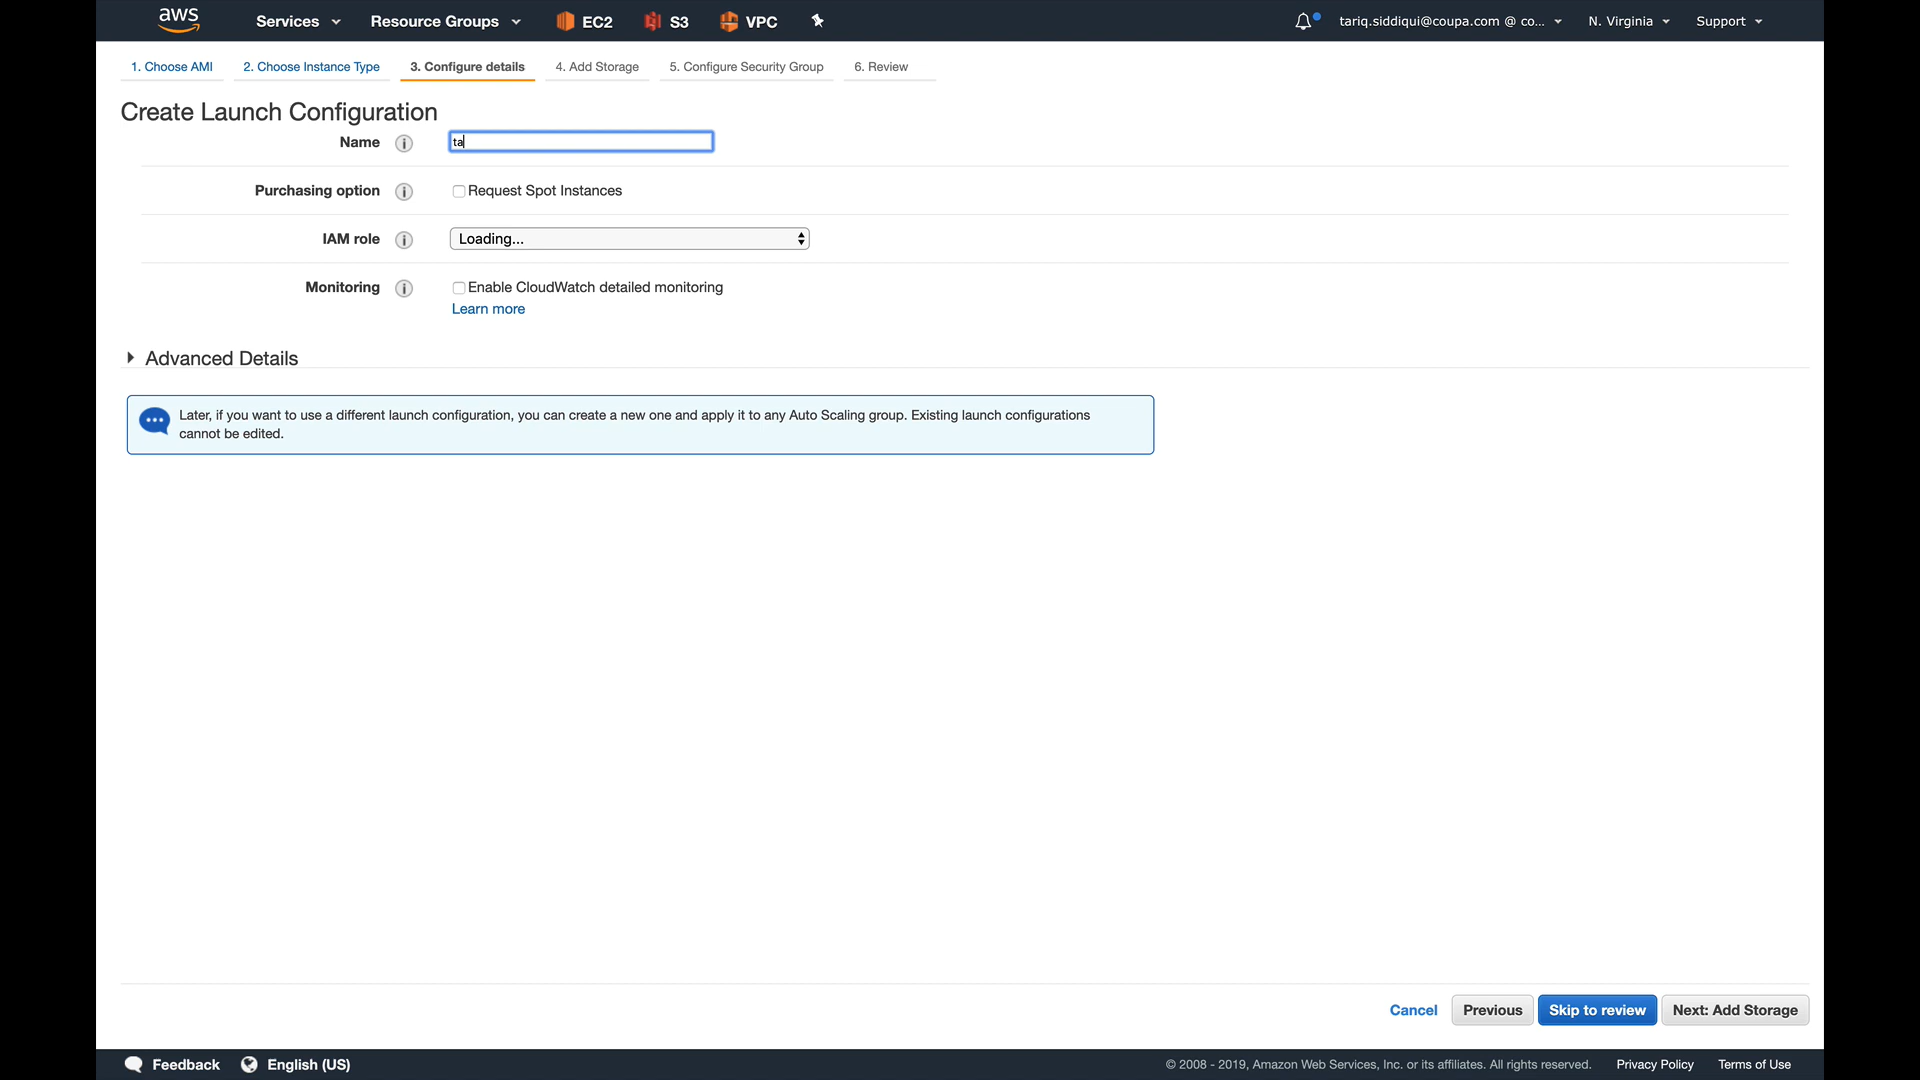 aws Services Resource Groups EC2 S3 VPC tariq.siddiqui@coupa.com @ co... N. Virginia Support
1. Choose AMI 2. Choose Instance Type 3. Configure details 4. Add Storage 5. Configure Security Group 6. Review
Create Launch Configuration
Name i ta
Purchasing option i Request Spot Instances
IAM role i Loading...
Monitoring i Enable CloudWatch detailed monitoring
Learn more
Advanced Details
Later, if you want to use a different launch configuration, you can create a new one and apply it to any Auto Scaling group. Existing launch configurations
cannot be edited.
Cancel Previous Skip to review Next: Add Storage
Feedback English (US) © 2008 - 2019, Amazon Web Services, Inc. or its affiliates. All rights reserved. Privacy Policy Terms of Use